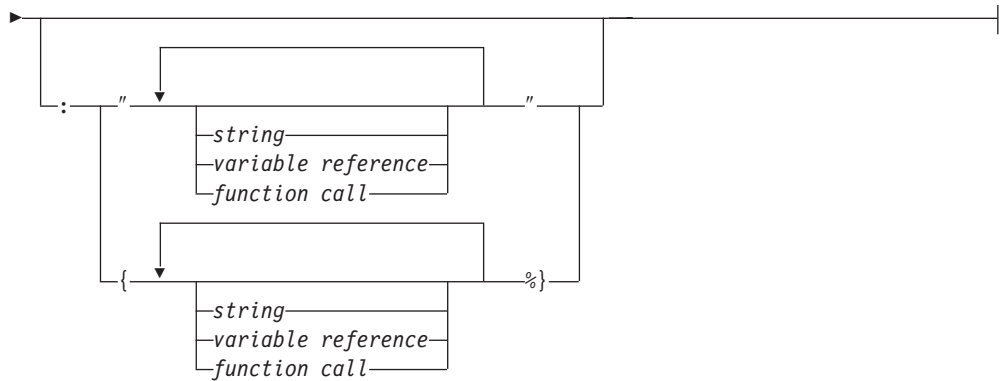 : " "
string
variable reference
function call
{ %}
string
variable reference
function call